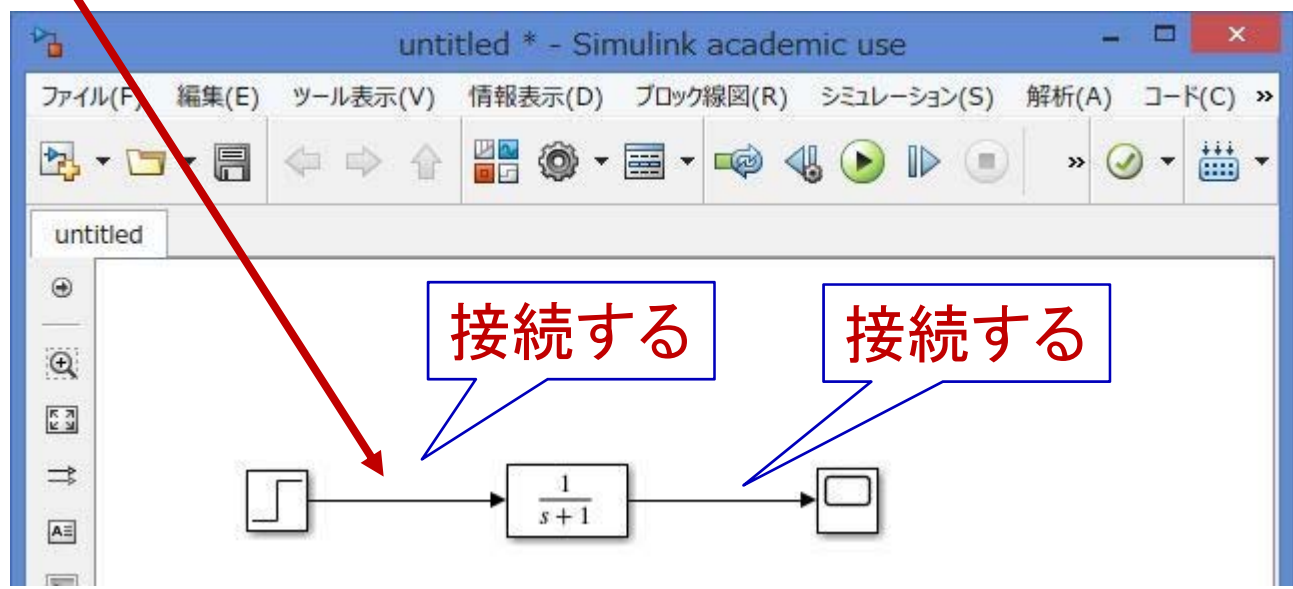 untitled * - Simulink academic use
ファイル(F) 編集(E) ツール表示(V) 情報表示(D) ブロック線図(R) シミュレーション(S) 解析(A) コード(C) »
»
untitled
接続する 接続する
1
s + 1
A